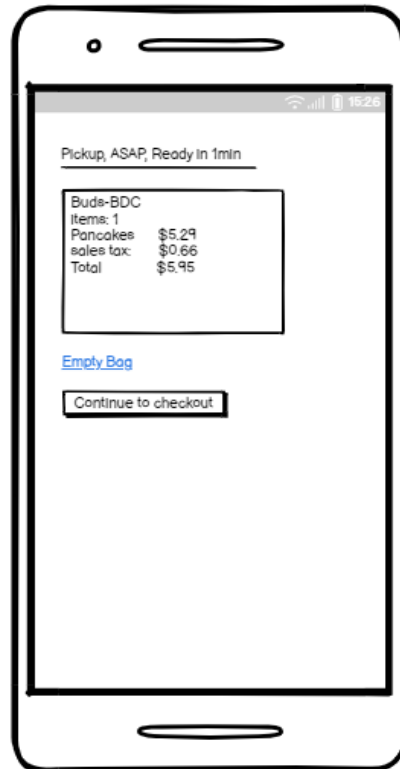 15:26
Pickup, ASAP, Ready in 1min
Buds-BDC
Items: 1
Pancakes $5.29
sales tax: $0.66
Total $5.95
Empty Bag
Continue to checkout